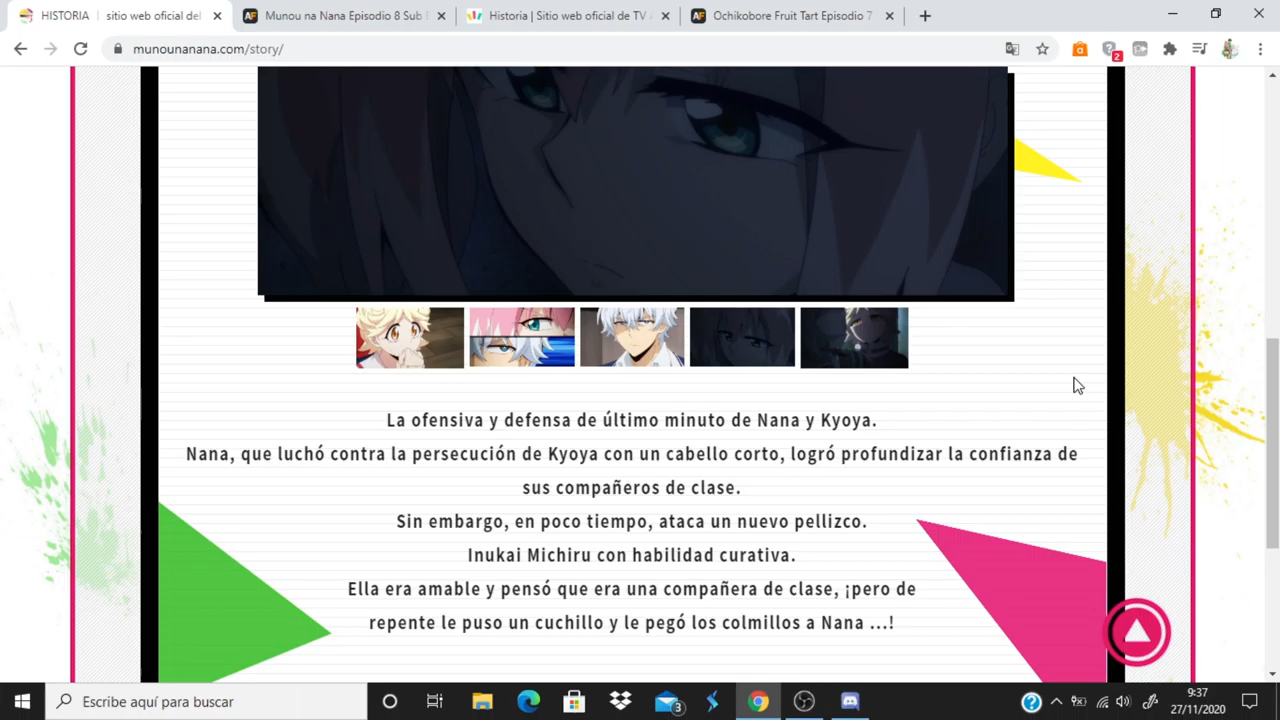 HISTORIA | sitio web oficial del
Munou na Nana Episodio 8 Sub E
Historia | Sitio web oficial de TV A
Ochikobore Fruit Tart Episodio 7
munounanana.com/story/
2
La ofensiva y defensa de último minuto de Nana y Kyoya.
Nana, que luchó contra la persecución de Kyoya con un cabello corto, logró profundizar la confianza de
sus compañeros de clase.
Sin embargo, en poco tiempo, ataca un nuevo pellizco.
Inukai Michiru con habilidad curativa.
Ella era amable y pensó que era una compañera de clase, ¡pero de
repente le puso un cuchillo y le pegó los colmillos a Nana ...!
Escribe aquí para buscar
3
9:37
27/11/2020